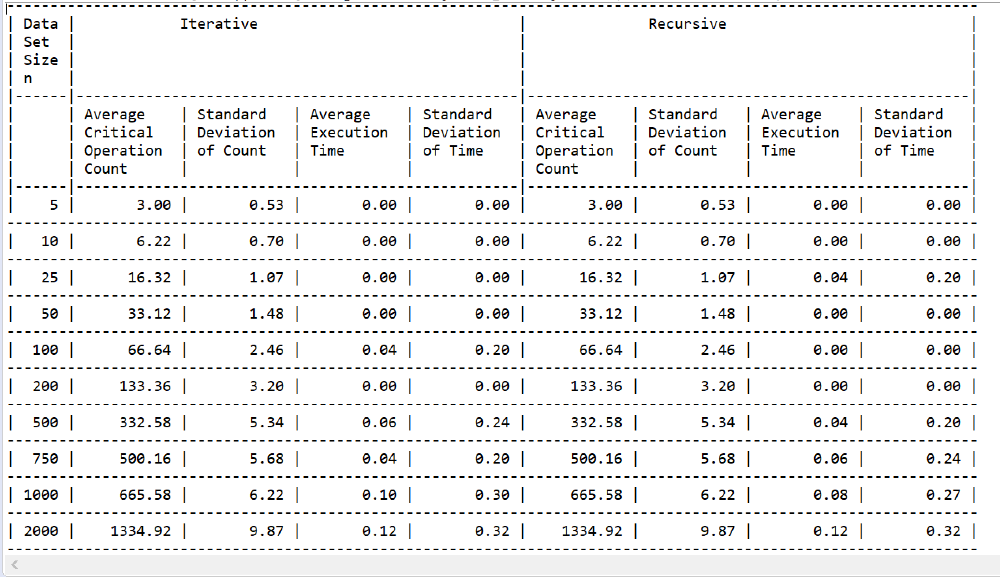 | Data | Iterative | Recursive |
| Set | | |
| Size | | |
| n | | |
|------|----------------------------------------------------|----------------------------------------------------|
| | Average | Standard | Average | Standard | Average | Standard | Average | Standard |
| | Critical | Deviation | Execution | Deviation | Critical | Deviation | Execution | Deviation |
| | Operation | of Count | Time | of Time | Operation | of Count | Time | of Time |
| | Count | | | | Count | | | |
|------|----------------------------------------------------|----------------------------------------------------|
| 5 | 3.00 | 0.53 | 0.00 | 0.00 | 3.00 | 0.53 | 0.00 | 0.00 |
| 10 | 6.22 | 0.70 | 0.00 | 0.00 | 6.22 | 0.70 | 0.00 | 0.00 |
| 25 | 16.32 | 1.07 | 0.00 | 0.00 | 16.32 | 1.07 | 0.04 | 0.20 |
| 50 | 33.12 | 1.48 | 0.00 | 0.00 | 33.12 | 1.48 | 0.00 | 0.00 |
| 100 | 66.64 | 2.46 | 0.04 | 0.20 | 66.64 | 2.46 | 0.00 | 0.00 |
| 200 | 133.36 | 3.20 | 0.00 | 0.00 | 133.36 | 3.20 | 0.00 | 0.00 |
| 500 | 332.58 | 5.34 | 0.06 | 0.24 | 332.58 | 5.34 | 0.04 | 0.20 |
| 750 | 500.16 | 5.68 | 0.04 | 0.20 | 500.16 | 5.68 | 0.06 | 0.24 |
| 1000 | 665.58 | 6.22 | 0.10 | 0.30 | 665.58 | 6.22 | 0.08 | 0.27 |
| 2000 | 1334.92 | 9.87 | 0.12 | 0.32 | 1334.92 | 9.87 | 0.12 | 0.32 |